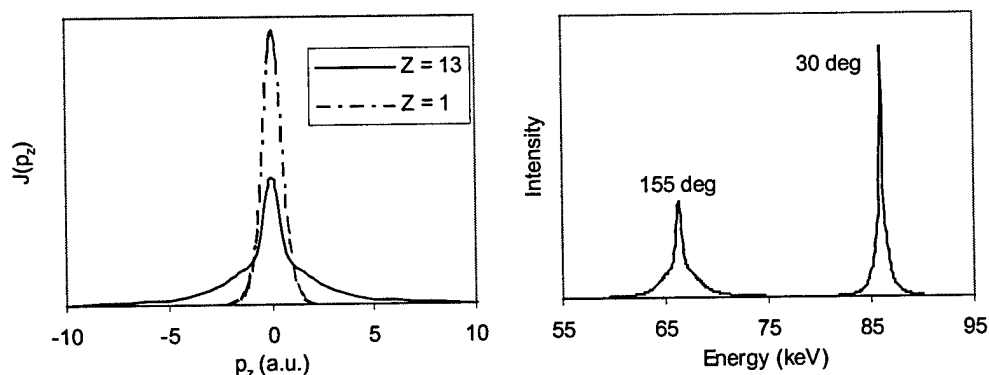 J(p_z)
Z = 13
Z = 1
-10 -5 0 5 10
p_z (a.u.)
Intensity
155 deg
30 deg
55 65 75 85 95
Energy (keV)